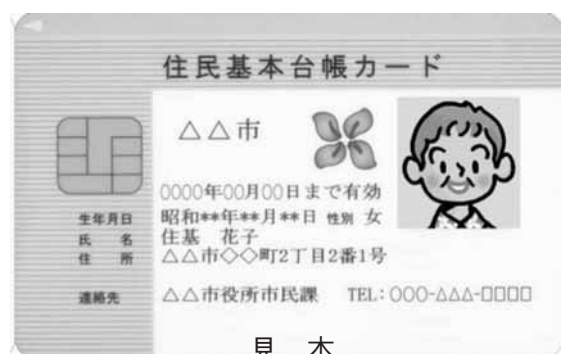 住民基本台帳カード
△△市
0000年00月00日まで有効
生年月日 昭和**年**月**日 性別 女
氏 名 住基 花子
住 所 △△市◇◇町2丁目2番1号
連絡先 △△市役所市民課 TEL:000-△△△-□□□□
見 本